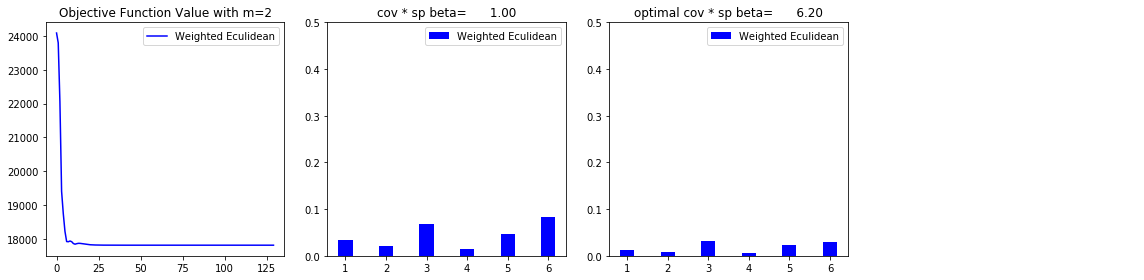 Objective Function Value with m=2
Weighted Eculidean
24000
23000
22000
21000
20000
19000
18000
0 25 50 75 100 125
cov * sp beta= 1.00
Weighted Eculidean
0.5
0.4
0.3
0.2
0.1
0.0
1 2 3 4 5 6
optimal cov * sp beta= 6.20
Weighted Eculidean
0.5
0.4
0.3
0.2
0.1
0.0
1 2 3 4 5 6